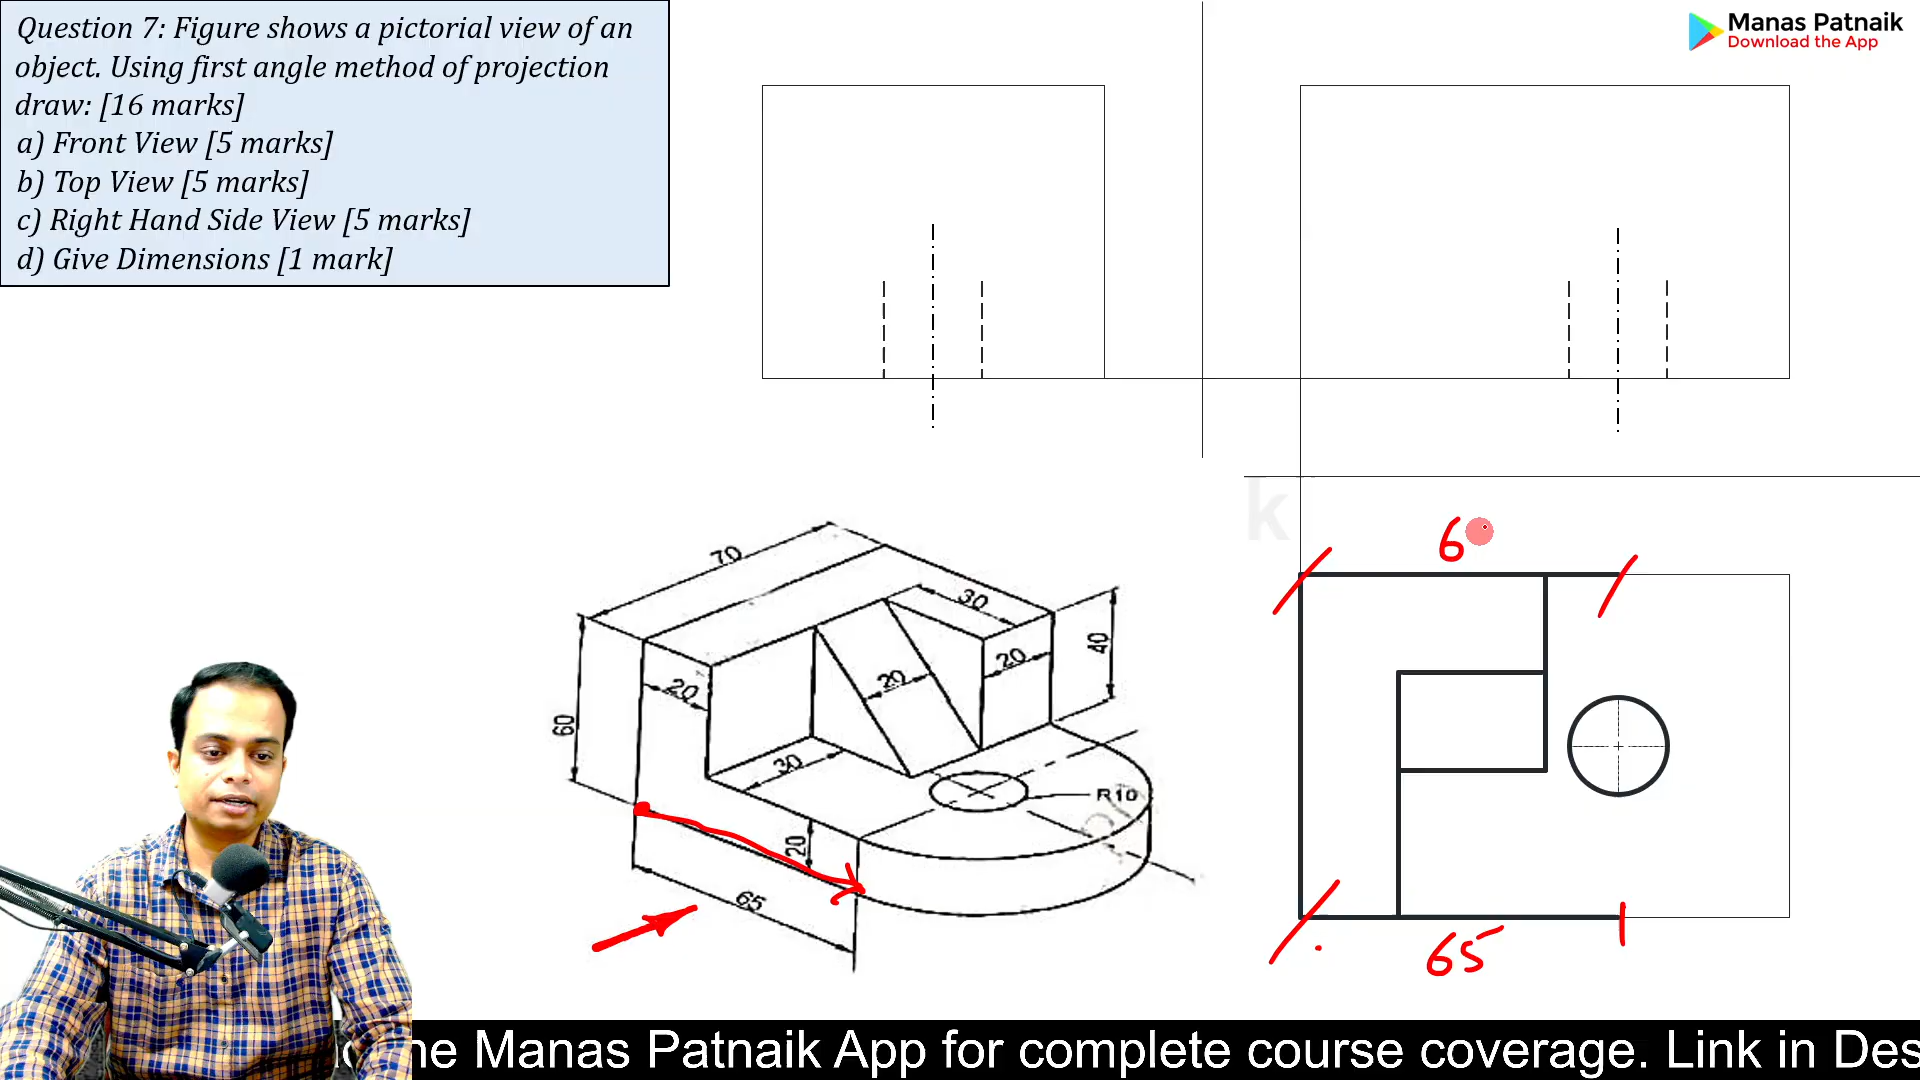 Question 7: Figure shows a pictorial view of an
object. Using first angle method of projection
draw: [16 marks]
a) Front View [5 marks]
b) Top View [5 marks]
c) Right Hand Side View [5 marks]
d) Give Dimensions [1 mark]
Manas Patnaik
Download the App
k
6
70
30
40
20
20
20
60
30
R10
20
65
65
he Manas Patnaik App for complete course coverage. Link in Des